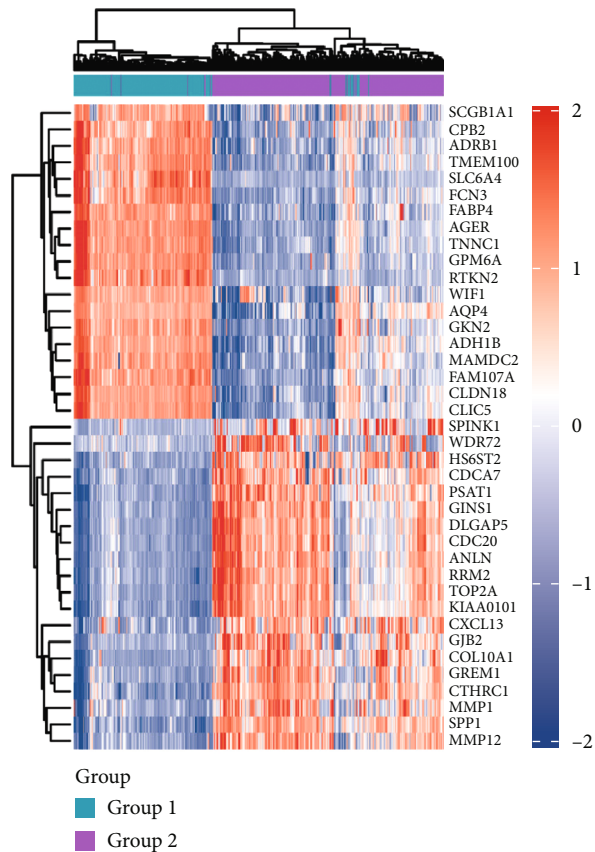 SCGB1A1
CPB2
ADRB1
TMEM100
SLC6A4
FCN3
FABP4
AGER
TNNC1
GPM6A
RTKN2
WIF1
AQP4
GKN2
ADH1B
MAMDC2
FAM107A
CLDN18
CLIC5
SPINK1
WDR72
HS6ST2
CDCA7
PSAT1
GINS1
DLGAP5
CDC20
ANLN
RRM2
TOP2A
KIAA0101
CXCL13
GJB2
COL10A1
GREM1
CTHRC1
MMP1
SPP1
MMP12
2
1
0
−1
−2
Group
Group 1
Group 2